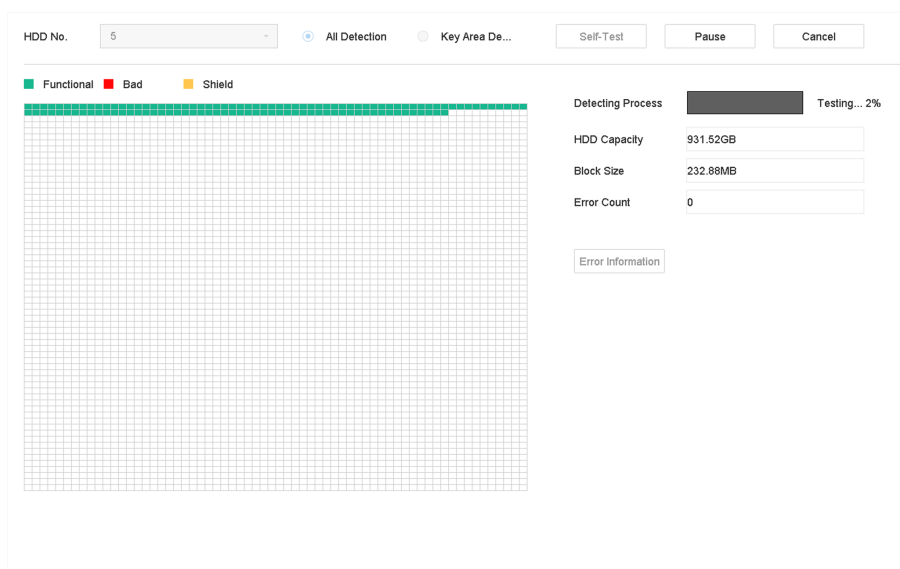 HDD No. 5 All Detection Key Area De... Self-Test Pause Cancel
Functional Bad Shield
Detecting Process Testing... 2%
HDD Capacity 931.52GB
Block Size 232.88MB
Error Count 0
Error Information